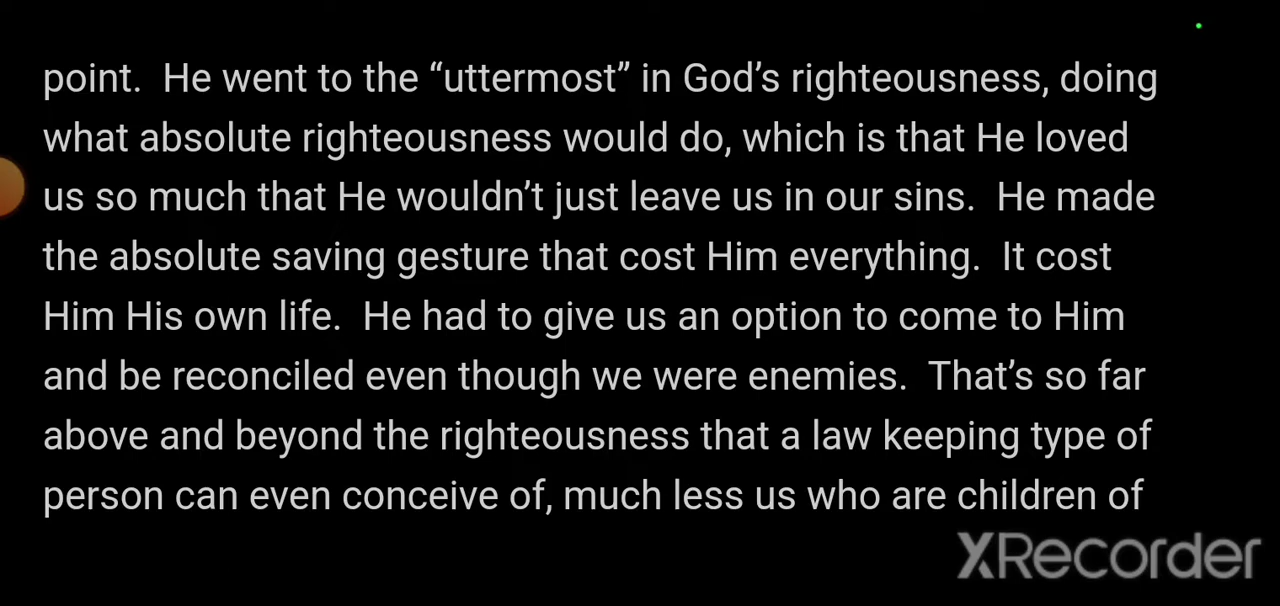 point.  He went to the “uttermost” in God’s righteousness, doing
what absolute righteousness would do, which is that He loved
us so much that He wouldn’t just leave us in our sins.  He made
the absolute saving gesture that cost Him everything.  It cost
Him His own life.  He had to give us an option to come to Him
and be reconciled even though we were enemies.  That’s so far
above and beyond the righteousness that a law keeping type of
person can even conceive of, much less us who are children of
XRecorder